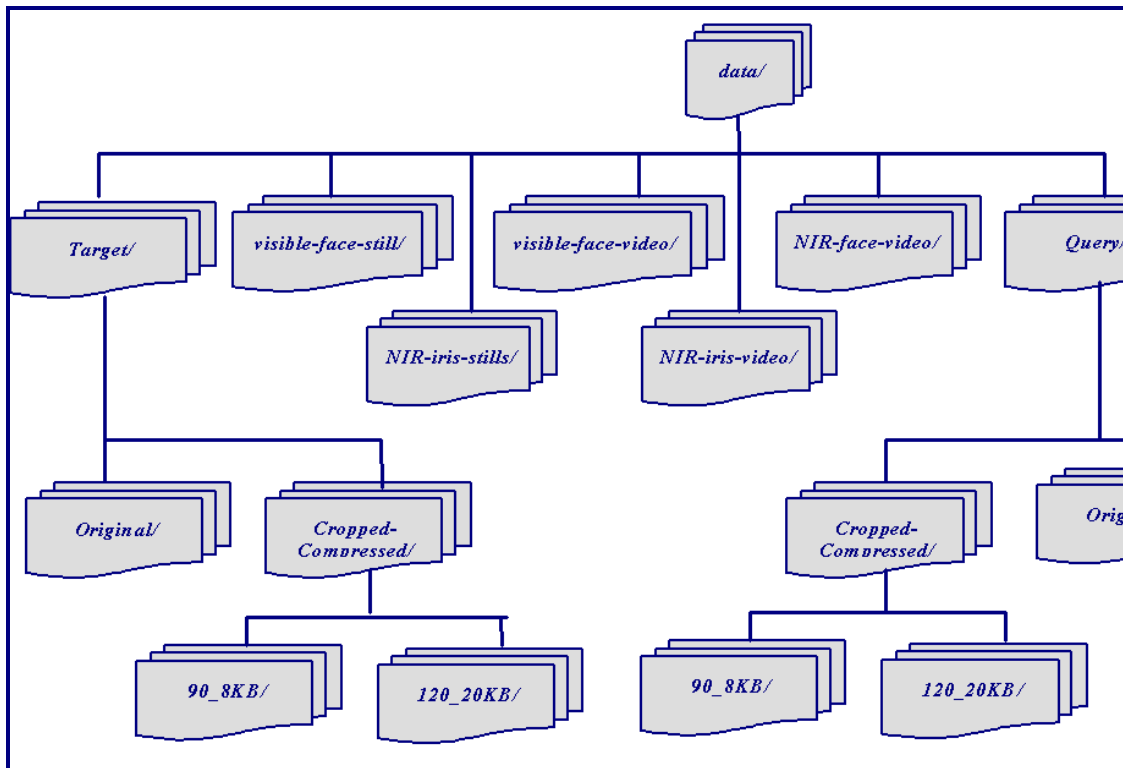 data/
Target/
visible-face-still/
visible-face-video/
NIR-face-video/
Query/
NIR-iris-stills/
NIR-iris-video/
Original/
Cropped-
Compressed/
Cropped-
Compressed/
Orig
90_8KB/
120_20KB/
90_8KB/
120_20KB/